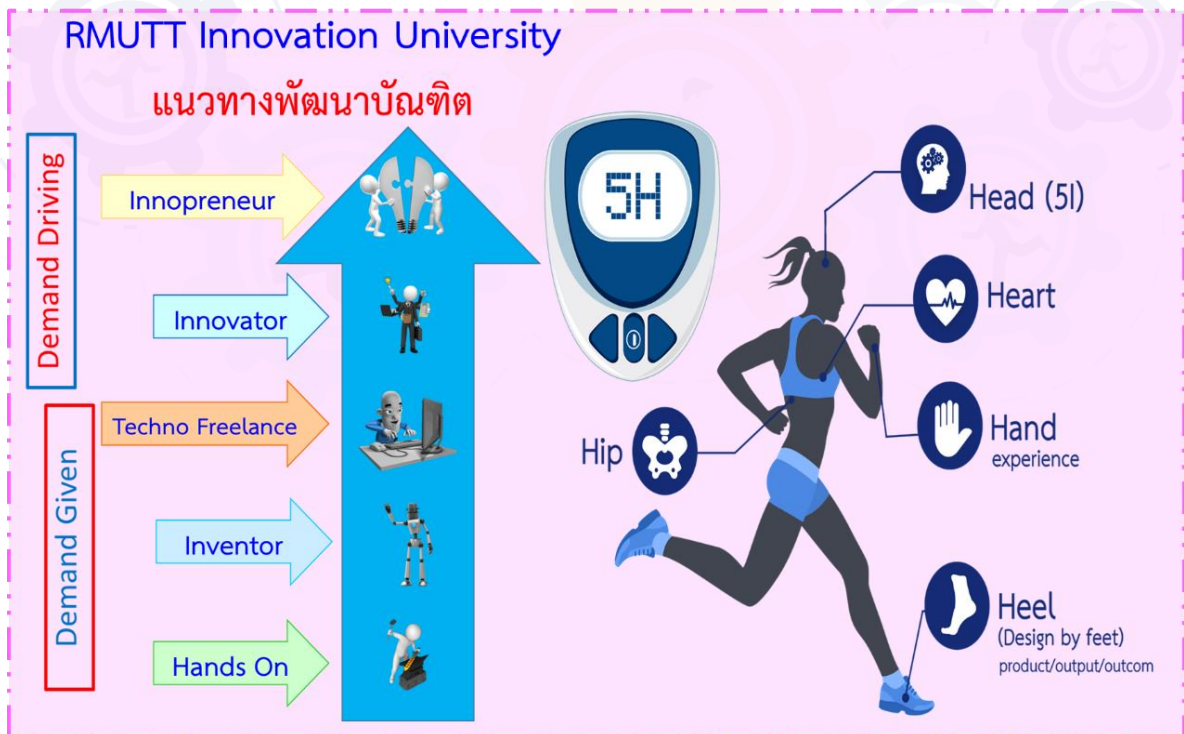 RMUTT Innovation University
แนวทางพัฒนาบัณฑิต
Demand Driving
Innopreneur
Innovator
Demand Given
Techno Freelance
Inventor
Hands On
5H
Head (5I)
Heart
Hand
experience
Hip
Heel
(Design by feet)
product/output/outcom